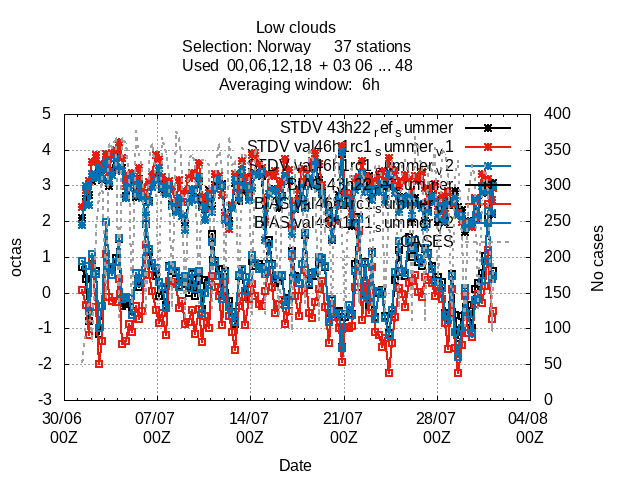 Low clouds
Selection: Norway 37 stations
Used 00,06,12,18 + 03 06 ... 48
Averaging window: 6h
STDV 43h22_ref_summer
STDV val46h1rc1_summer_v1
STDV val46h1rc1_summer_v2
BIAS 43h22_ref_summer
BIAS val46h1rc1_summer_v1
BIAS val46h1rc1_summer_v2
CASES
octas
No cases
5
4
3
2
1
0
-1
-2
-3
400
350
300
250
200
150
100
50
0
30/06 07/07 14/07 21/07 28/07 04/08
00Z 00Z 00Z 00Z 00Z 00Z
Date